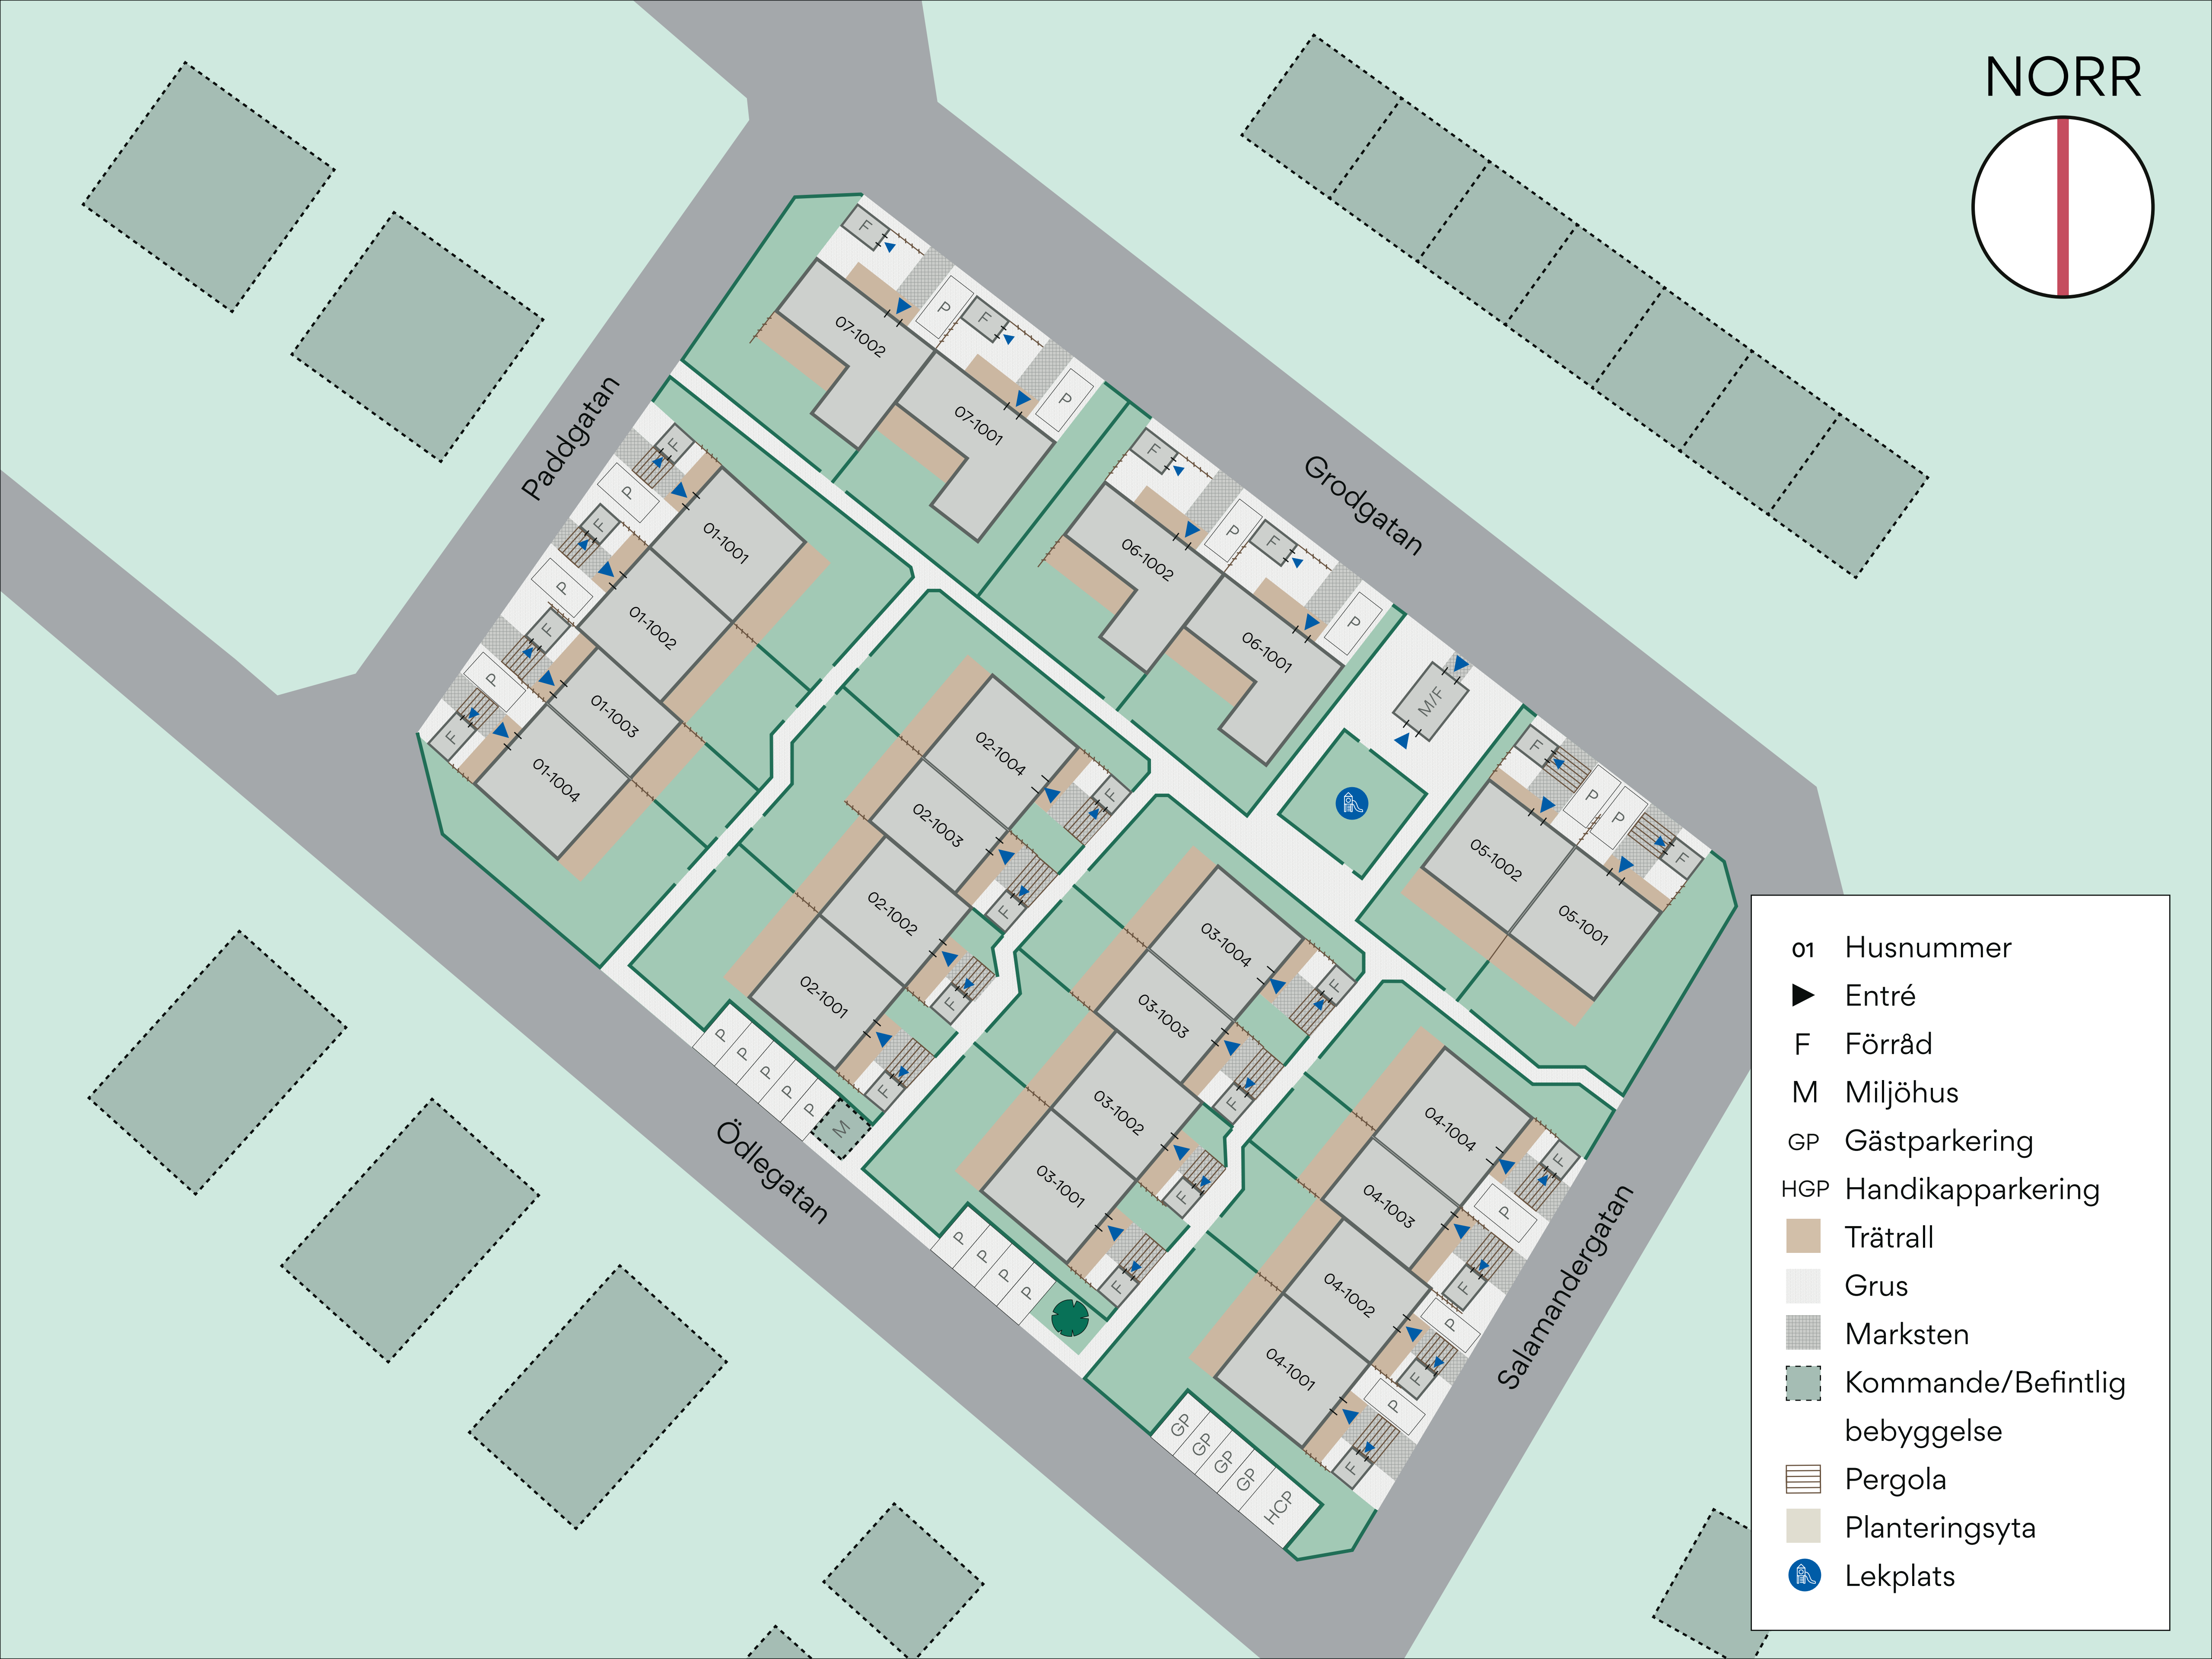 NORR
Paddgatan
Grodgatan
Ödlegatan
Salamandergatan
F
07-1002
P
F
07-1001
P
F
01-1001
P
F
01-1002
P
F
01-1003
P
F
01-1004
F
06-1002
P
F
06-1001
P
M/F
F
05-1002
P
P
F
05-1001
02-1004
F
02-1003
F
02-1002
F
02-1001
F
P
P
P
P
P
M
03-1004
F
03-1003
F
03-1002
F
03-1001
F
P
P
P
P
04-1004
F
P
04-1003
F
04-1002
P
F
04-1001
P
F
GP
GP
GP
GP
HCP
01 Husnummer
Entré
F Förråd
M Miljöhus
GP Gästparkering
HGP Handikapparkering
Trätrall
Grus
Marksten
Kommande/Befintlig
bebyggelse
Pergola
Planteringsyta
Lekplats